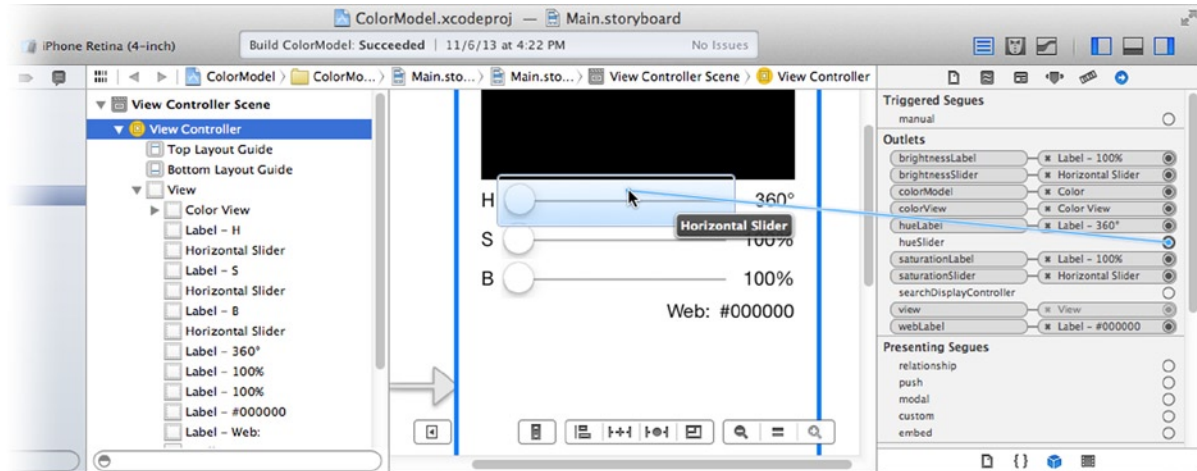 ColorModel.xcodeproj — Main.storyboard
iPhone Retina (4-inch)
Build ColorModel: Succeeded | 11/6/13 at 4:22 PM
No Issues
ColorModel
ColorMo...
Main.sto...
Main.sto...
View Controller Scene
View Controller
View Controller Scene
View Controller
Top Layout Guide
Bottom Layout Guide
View
Color View
Label – H
Horizontal Slider
Label – S
Horizontal Slider
Label – B
Horizontal Slider
Label – 360°
Label – 100%
Label – 100%
Label – #000000
Label – Web:
H
360°
Horizontal Slider
S
100%
B
100%
Web: #000000
Triggered Segues
manual
Outlets
brightnessLabel
Label – 100%
brightnessSlider
Horizontal Slider
colorModel
Color
colorView
Color View
hueLabel
Label – 360°
hueSlider
saturationLabel
Label – 100%
saturationSlider
Horizontal Slider
searchDisplayController
view
View
webLabel
Label – #000000
Presenting Segues
relationship
push
modal
custom
embed